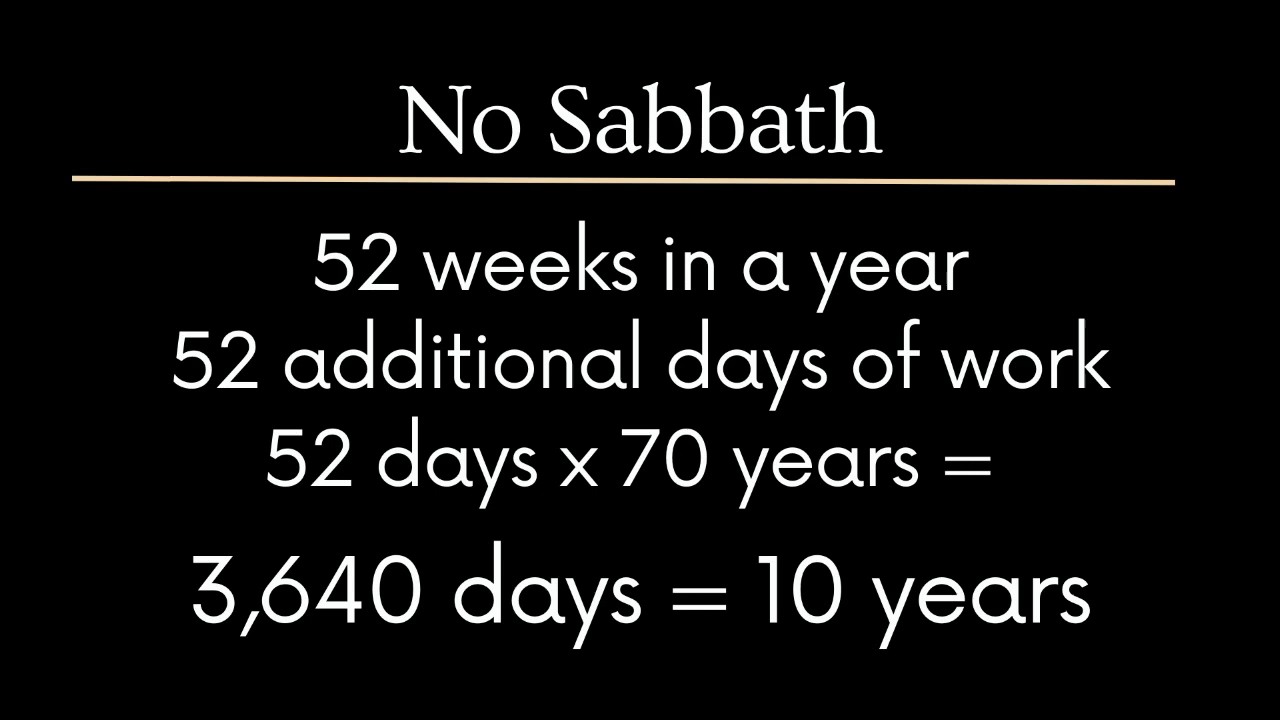 No Sabbath
52 weeks in a year
52 additional days of work
52 days x 70 years =
3,640 days = 10 years